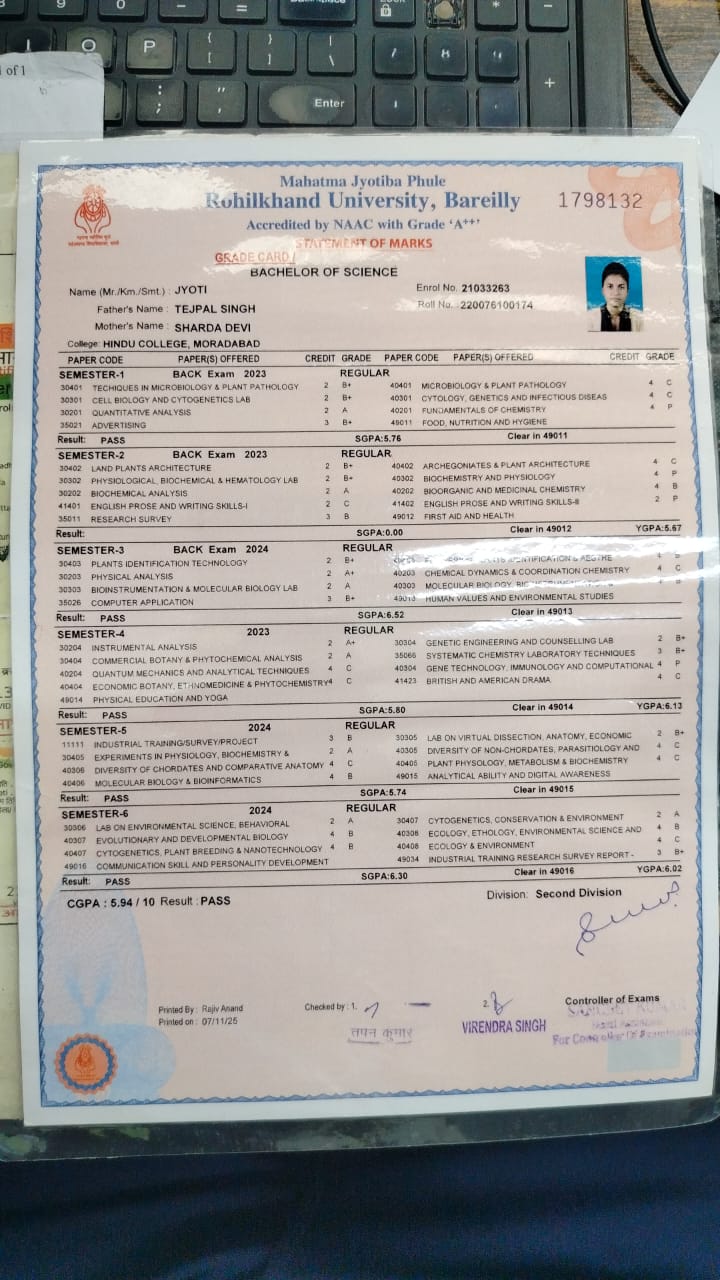 1 of 1
Enter
Mahatma Jyotiba Phule
Rohilkhand University, Bareilly
1798132
Accredited by NAAC with Grade ‘A⁺⁺’
STATEMENT OF MARKS
GRADE CARD /
BACHELOR OF SCIENCE
Name (Mr./Km./Smt.) : JYOTI Enrol No. 21033263
Father's Name : TEJPAL SINGH Roll No. 220076100174
Mother's Name : SHARDA DEVI
College: HINDU COLLEGE, MORADABAD
PAPER CODE PAPER(S) OFFERED CREDIT GRADE PAPER CODE PAPER(S) OFFERED CREDIT GRADE
SEMESTER-1 BACK Exam 2023 REGULAR
30401 TECHIQUES IN MICROBIOLOGY & PLANT PATHOLOGY 2 B+ 40401 MICROBIOLOGY & PLANT PATHOLOGY 4 C
30301 CELL BIOLOGY AND CYTOGENETICS LAB 2 B+ 40301 CYTOLOGY, GENETICS AND INFECTIOUS DISEAS 4 C
30201 QUANTITATIVE ANALYSIS 2 A 40201 FUNDAMENTALS OF CHEMISTRY 4 P
35021 ADVERTISING 3 B+ 49011 FOOD, NUTRITION AND HYGIENE
Result: PASS SGPA:5.76 Clear in 49011
SEMESTER-2 BACK Exam 2023 REGULAR
30402 LAND PLANTS ARCHITECTURE 2 B+ 40402 ARCHEGONIATES & PLANT ARCHITECTURE 4 C
30302 PHYSIOLOGICAL, BIOCHEMICAL & HEMATOLOGY LAB 2 B+ 40302 BIOCHEMISTRY AND PHYSIOLOGY 4 P
30202 BIOCHEMICAL ANALYSIS 2 A 40202 BIOORGANIC AND MEDICINAL CHEMISTRY 4 B
41401 ENGLISH PROSE AND WRITING SKILLS-I 2 C 41402 ENGLISH PROSE AND WRITING SKILLS-II 2 P
35011 RESEARCH SURVEY 3 B 49012 FIRST AID AND HEALTH
Result: SGPA:0.00 Clear in 49012 YGPA:5.67
SEMESTER-3 BACK Exam 2024 REGULAR
30403 PLANTS IDENTIFICATION TECHNOLOGY 2 B+ IDENTIFICATION & AESTHE 4
30203 PHYSICAL ANALYSIS 2 A+ 40203 CHEMICAL DYNAMICS & COORDINATION CHEMISTRY 4 C
30303 BIOINSTRUMENTATION & MOLECULAR BIOLOGY LAB 2 A 40303 MOLECULAR BIOLOGY,
35026 COMPUTER APPLICATION 3 B+ 49013 HUMAN VALUES AND ENVIRONMENTAL STUDIES
Result: PASS SGPA:6.52 Clear in 49013
SEMESTER-4 2023 REGULAR
30204 INSTRUMENTAL ANALYSIS 2 A+ 30304 GENETIC ENGINEERING AND COUNSELLING LAB 2 B+
30404 COMMERCIAL BOTANY & PHYTOCHEMICAL ANALYSIS 2 A 35066 SYSTEMATIC CHEMISTRY LABORATORY TECHNIQUES 3 B+
40204 QUANTUM MECHANICS AND ANALYTICAL TECHNIQUES 4 C 40304 GENE TECHNOLOGY, IMMUNOLOGY AND COMPUTATIONAL 4 P
40404 ECONOMIC BOTANY, ETHNOMEDICINE & PHYTOCHEMISTRY 4 C 41423 BRITISH AND AMERICAN DRAMA 4 C
49014 PHYSICAL EDUCATION AND YOGA
Result: PASS SGPA:5.80 Clear in 49014 YGPA:6.13
SEMESTER-5 2024 REGULAR
11111 INDUSTRIAL TRAINING/SURVEY/PROJECT 3 B 30305 LAB ON VIRTUAL DISSECTION, ANATOMY, ECONOMIC 2 B+
30405 EXPERIMENTS IN PHYSIOLOGY, BIOCHEMISTRY & 2 A 40305 DIVERSITY OF NON-CHORDATES, PARASITOLOGY AND 4 C
40306 DIVERSITY OF CHORDATES AND COMPARATIVE ANATOMY 4 C 40405 PLANT PHYSIOLOGY, METABOLISM & BIOCHEMISTRY 4 C
40406 MOLECULAR BIOLOGY & BIOINFORMATICS 4 B 49015 ANALYTICAL ABILITY AND DIGITAL AWARENESS
Result: PASS SGPA:5.74 Clear in 49015
SEMESTER-6 2024 REGULAR
30306 LAB ON ENVIRONMENTAL SCIENCE, BEHAVIORAL 2 A 30407 CYTOGENETICS, CONSERVATION & ENVIRONMENT 2 A
40307 EVOLUTIONARY AND DEVELOPMENTAL BIOLOGY 4 B 40308 ECOLOGY, ETHOLOGY, ENVIRONMENTAL SCIENCE AND 4 B
40407 CYTOGENETICS, PLANT BREEDING & NANOTECHNOLOGY 4 B 40408 ECOLOGY & ENVIRONMENT 4 C
49016 COMMUNICATION SKILL AND PERSONALITY DEVELOPMENT 49034 INDUSTRIAL TRAINING RESEARCH SURVEY REPORT - 3 B+
Result: PASS SGPA:6.30 Clear in 49016 YGPA:6.02
CGPA : 5.94 / 10 Result : PASS Division: Second Division
Printed By : Rajiv Anand Checked by : 1. 2. Controller of Exams
Printed on : 07/11/25
तपन कुमार
VIRENDRA SINGH
For Controller of Examination